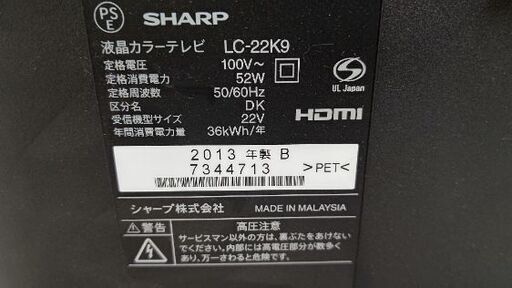 PS
E
SHARP
液晶カラーテレビ LC-22K9
定格電圧 100V~
定格消費電力 52W
定格周波数 50/60Hz
区分名 DK
受信機型サイズ 22V
年間消費電力量 36kWh/年
UL Japan
HDMI
2013 年製 B
7344713
>PET<
シャープ株式会社 MADE IN MALAYSIA
警告 高圧注意
サービスマン以外の方は、裏ぶたをあけないで
ください。内部には高電圧部分が数多く
あり、万一さわると危険です。